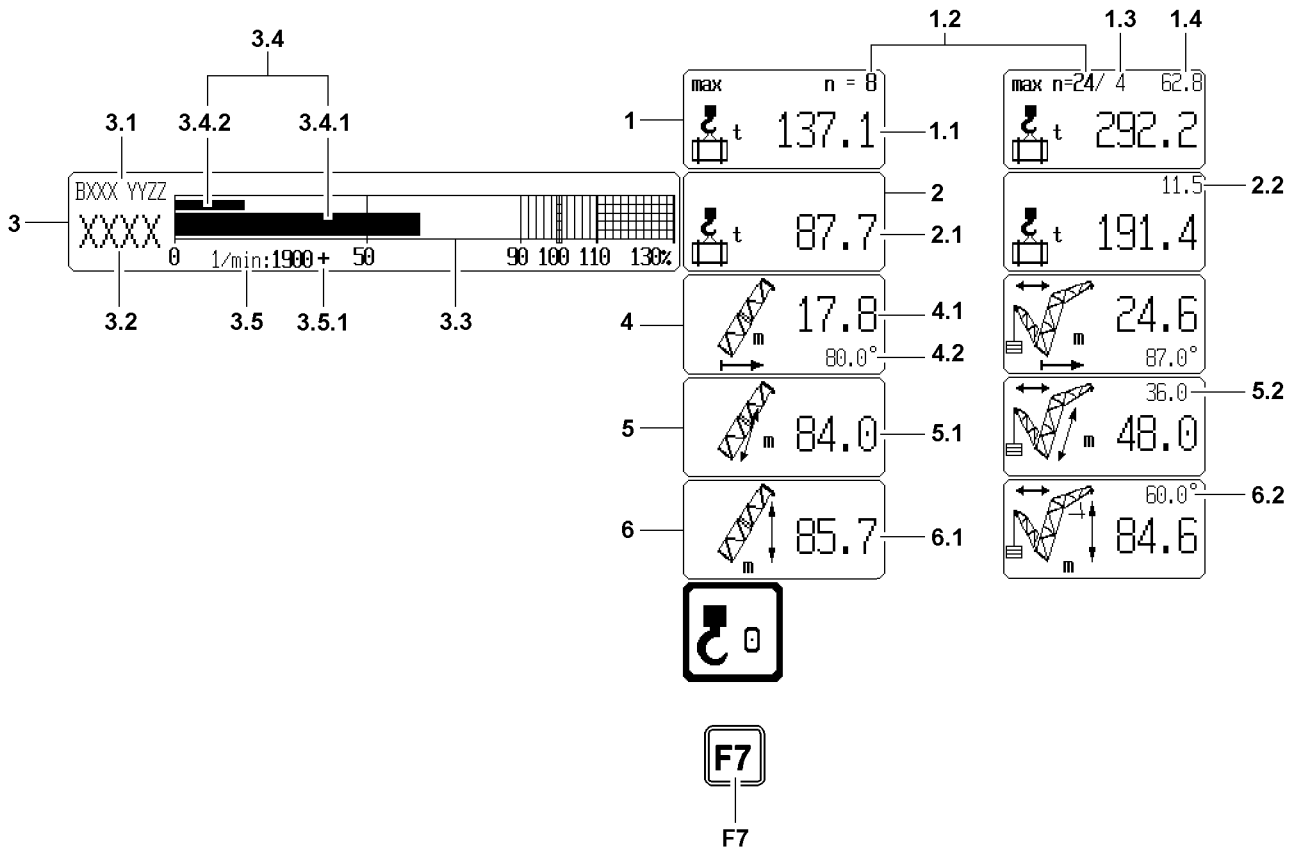 1.2 1.3 1.4
3.4
max n = 8 max n=24/ 4 62.8
3.1 3.4.2 3.4.1 1 t 137.1 1.1 t 292.2
BXXX YYZZ 2 11.5 2.2
3 XXXX t 87.7 2.1 t 191.4
0 1/min:1900 + 50 90 100 110 130%
3.2 3.5 3.5.1 3.3 4 m 17.8 4.1 m 24.6
80.0° 4.2 87.0°
36.0 5.2
5 m 84.0 5.1 m 48.0
60.0° 6.2
6 85.7 6.1 84.6
m m
0
F7
F7